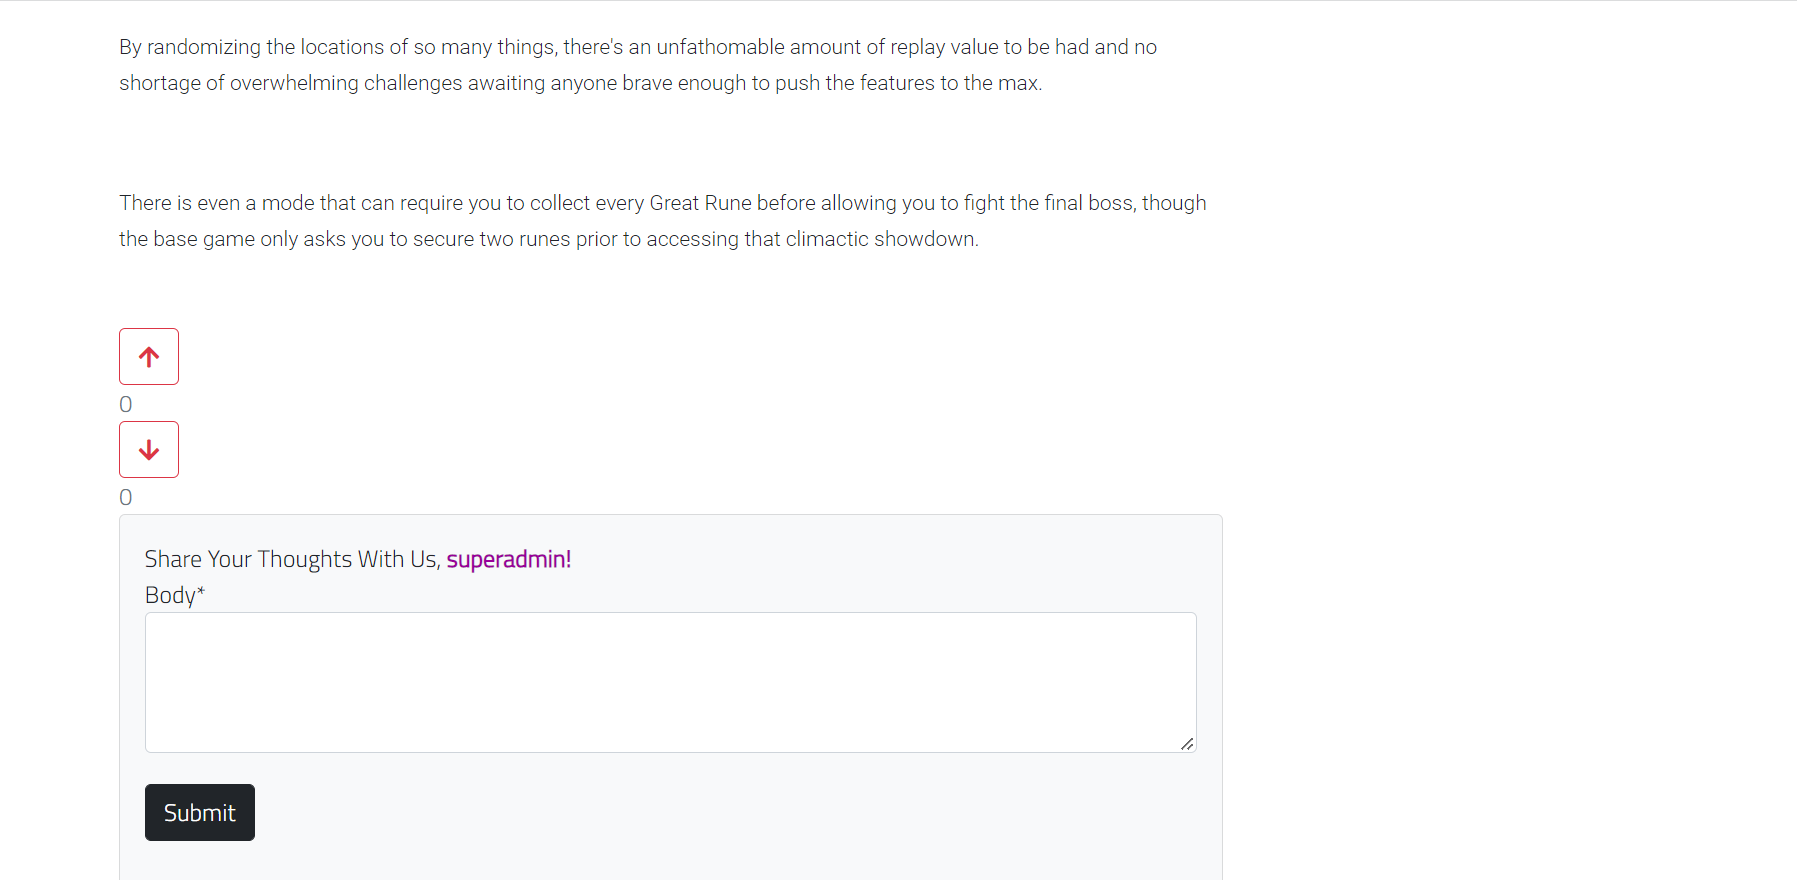 By randomizing the locations of so many things, there's an unfathomable amount of replay value to be had and no
shortage of overwhelming challenges awaiting anyone brave enough to push the features to the max.
There is even a mode that can require you to collect every Great Rune before allowing you to fight the final boss, though
the base game only asks you to secure two runes prior to accessing that climactic showdown.
0
0
Share Your Thoughts With Us, superadmin!
Body*
Submit